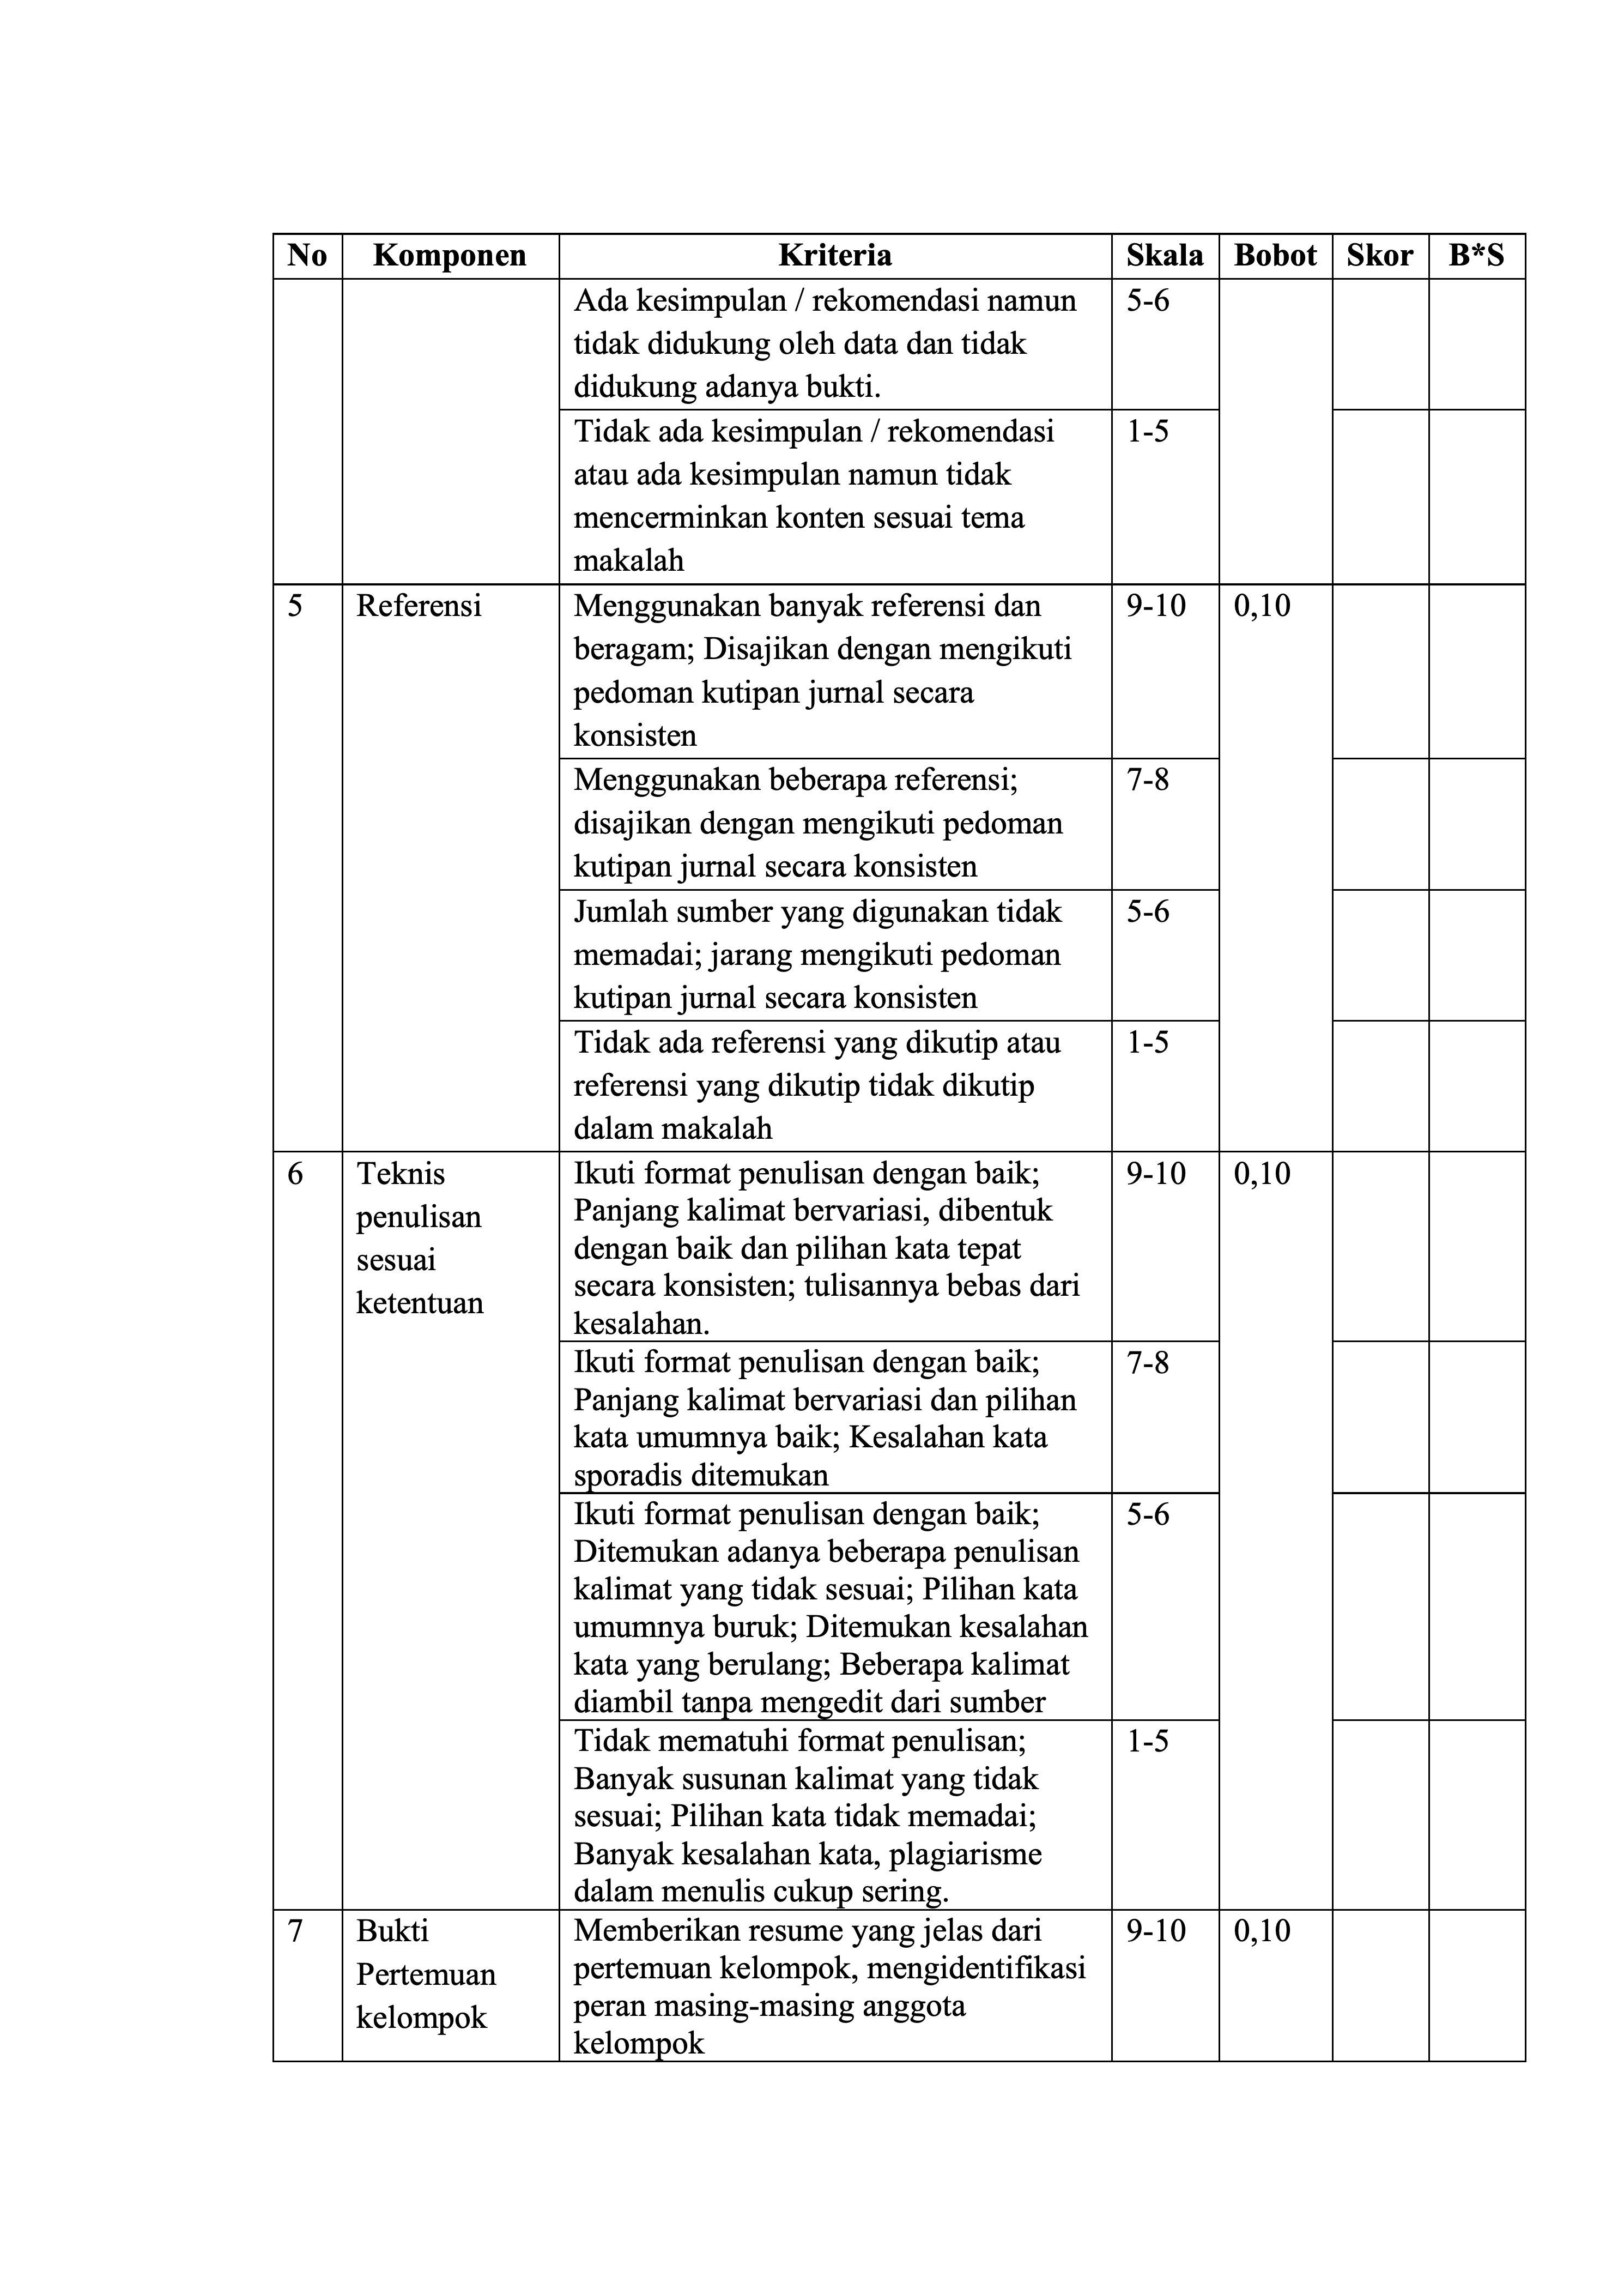 No Komponen Kriteria Skala Bobot Skor B*S
Ada kesimpulan / rekomendasi namun 5-6
tidak didukung oleh data dan tidak
didukung adanya bukti.
Tidak ada kesimpulan / rekomendasi 1-5
atau ada kesimpulan namun tidak
mencerminkan konten sesuai tema
makalah
5 Referensi Menggunakan banyak referensi dan 9-10 0,10
beragam; Disajikan dengan mengikuti
pedoman kutipan jurnal secara
konsisten
Menggunakan beberapa referensi; 7-8
disajikan dengan mengikuti pedoman
kutipan jurnal secara konsisten
Jumlah sumber yang digunakan tidak 5-6
memadai; jarang mengikuti pedoman
kutipan jurnal secara konsisten
Tidak ada referensi yang dikutip atau 1-5
referensi yang dikutip tidak dikutip
dalam makalah
6 Teknis Ikuti format penulisan dengan baik; 9-10 0,10
penulisan Panjang kalimat bervariasi, dibentuk
sesuai dengan baik dan pilihan kata tepat
ketentuan secara konsisten; tulisannya bebas dari
kesalahan.
Ikuti format penulisan dengan baik; 7-8
Panjang kalimat bervariasi dan pilihan
kata umumnya baik; Kesalahan kata
sporadis ditemukan
Ikuti format penulisan dengan baik; 5-6
Ditemukan adanya beberapa penulisan
kalimat yang tidak sesuai; Pilihan kata
umumnya buruk; Ditemukan kesalahan
kata yang berulang; Beberapa kalimat
diambil tanpa mengedit dari sumber
Tidak mematuhi format penulisan; 1-5
Banyak susunan kalimat yang tidak
sesuai; Pilihan kata tidak memadai;
Banyak kesalahan kata, plagiarisme
dalam menulis cukup sering.
7 Bukti Memberikan resume yang jelas dari 9-10 0,10
Pertemuan pertemuan kelompok, mengidentifikasi
kelompok peran masing-masing anggota
kelompok